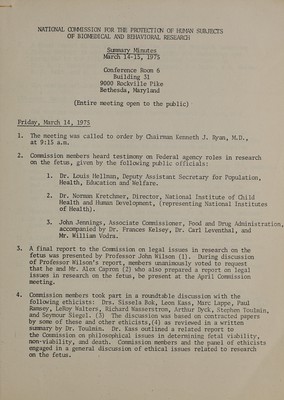 NATIONAL COMMISSION FOR THE PROTECTION OF HUMAN SUBJECTS
OF BIOMEDICAL AND BEHAVIORAL RESEARCH
Summary Minutes
March 14-15, 1975
Conference Room 6
Building 31
9000 Rockville Pike
Bethesda, Maryland
(Entire meeting open to the public)
Friday, March 14, 1975
1. The meeting was called to order by Chairman Kenneth J. Ryan, M.D.,
at 9:15 a.m.
2. Commission members heard testimony on Federal agency roles in research
on the fetus, given by the following public officials:
1. Dr. Louis Hellman, Deputy Assistant Secretary for Population,
Health, Education and Welfare.
2. Dr. Norman Kretchmer, Director, National Institute of Child
Health and Human Development, (representing National Institutes
of Health).
3. John Jennings, Associate Commissioner, Food and Drug Administration,
accompanied by Dr. Frances Kelsey, Dr. Carl Leventhal, and
Mr. William Vodra.
3. A final report to the Commission on legal issues in research on the
fetus was presented by Professor John Wilson (1). During discussion
of Professor Wilson's report, members unanimously voted to request
that he and Mr. Alex Capron (2) who also prepared a report on legal
issues in research on the fetus, be present at the April Commission
meeting.
4. Commission members took part in a roundtable discussion with the
following ethicists: Drs. Sissela Bok, Leon Kass, Marc Lappe, Paul
Ramsey, LeRoy Walters, Richard Wasserstrom, Arthur Dyck, Stephen Toulmin,
and Seymour Siegel. (3) The discussion was based on contracted papers
by some of these and other ethicists,(4) as reviewed in a written
summary by Dr. Toulmin. Dr. Kass outlined a related report to
the Commission on philosophical issues in determining fetal viability,
non-viability, and death. Commission members and the panel of ethicists
engaged in a general discussion of ethical issues related to research
on the fetus.